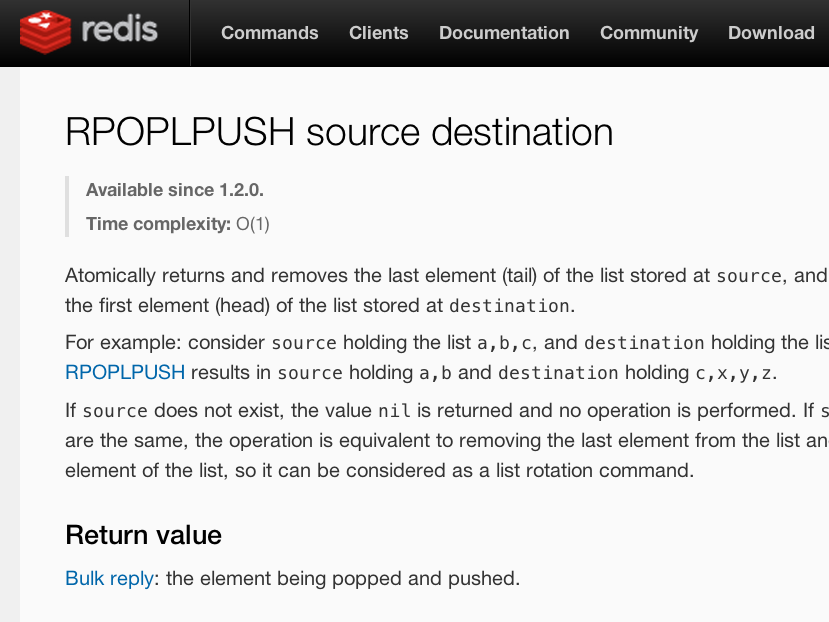 redis
Commands Clients Documentation Community Download
RPOPLPUSH source destination
Available since 1.2.0.
Time complexity: O(1)
Atomically returns and removes the last element (tail) of the list stored at source, and
the first element (head) of the list stored at destination.
For example: consider source holding the list a,b,c, and destination holding the
RPOPLPUSH results in source holding a,b and destination holding c,x,y,z.
If source does not exist, the value nil is returned and no operation is performed. If
are the same, the operation is equivalent to removing the last element from the list
element of the list, so it can be considered as a list rotation command.
Return value
Bulk reply: the element being popped and pushed.